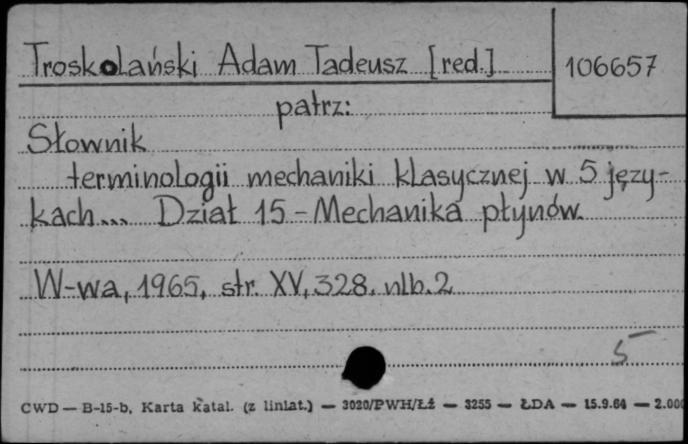 Troskolański Adam Tadeusz [red.] 106657
patrz:
Słownik
terminologii mechaniki klasycznej w 5 języ-
kach... Dział 15 - Mechanika płynów.
W-wa, 1965, str. XV, 328. nlb. 2
5
CWD — B-15-b. Karta katal. (z liniat.) — 3020/PWH/Łż — 3255 — ŁDA — 15.9.64 — 2.000